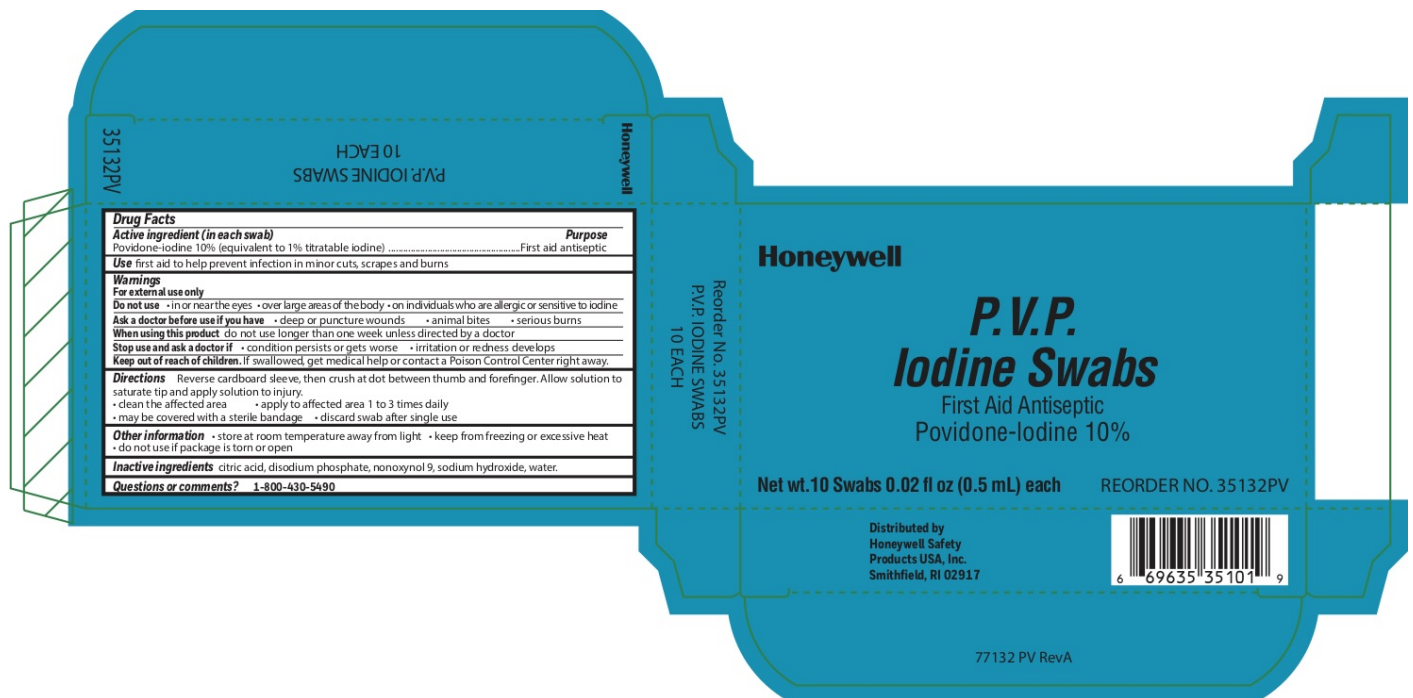 35132PV
P.V.P. IODINE SWABS
10 EACH
Honeywell
Drug Facts
Active ingredient (in each swab) Purpose
Povidone-iodine 10% (equivalent to 1% titratable iodine) ..................................................First aid antiseptic
Use first aid to help prevent infection in minor cuts, scrapes and burns
Warnings
For external use only
Do not use • in or near the eyes • over large areas of the body • on individuals who are allergic or sensitive to iodine
Ask a doctor before use if you have • deep or puncture wounds • animal bites • serious burns
When using this product do not use longer than one week unless directed by a doctor
Stop use and ask a doctor if • condition persists or gets worse • irritation or redness develops
Keep out of reach of children. If swallowed, get medical help or contact a Poison Control Center right away.
Directions Reverse cardboard sleeve, then crush at dot between thumb and forefinger. Allow solution to
saturate tip and apply solution to injury.
• clean the affected area • apply to affected area 1 to 3 times daily
• may be covered with a sterile bandage • discard swab after single use
Other information • store at room temperature away from light • keep from freezing or excessive heat
• do not use if package is torn or open
Inactive ingredients citric acid, disodium phosphate, nonoxynol 9, sodium hydroxide, water.
Questions or comments? 1-800-430-5490
Reorder No. 35132PV
P.V.P. IODINE SWABS
10 EACH
Honeywell
P.V.P.
Iodine Swabs
First Aid Antiseptic
Povidone-Iodine 10%
Net wt.10 Swabs 0.02 fl oz (0.5 mL) each REORDER NO. 35132PV
Distributed by
Honeywell Safety
Products USA, Inc.
Smithfield, RI 02917
6 69635 35101 9
77132 PV RevA